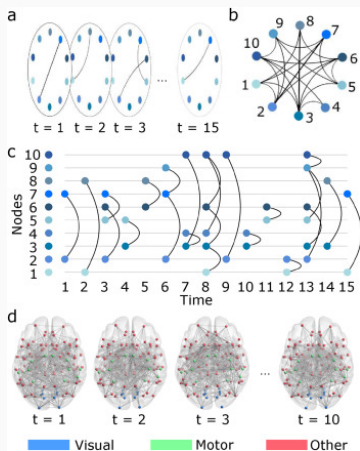 a
t = 1 t = 2 t = 3 ... t = 15
b
8
9 7
10 6
1 5
2 4
3
c
Nodes
10
9
8
7
6
5
4
3
2
1
1 2 3 4 5 6 7 8 9 10 11 12 13 14 15
Time
d
...
t = 1 t = 2 t = 3 t = 10
Visual Motor Other